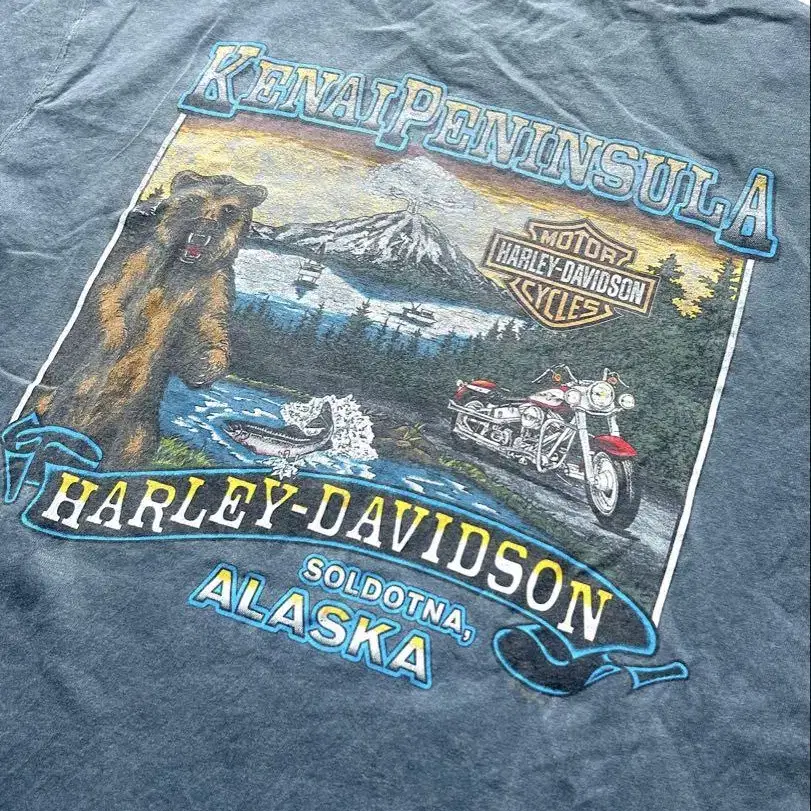 KENAI PENINSULA
MOTOR
HARLEY-DAVIDSON
CYCLES
HARLEY-DAVIDSON
SOLDOTNA,
ALASKA